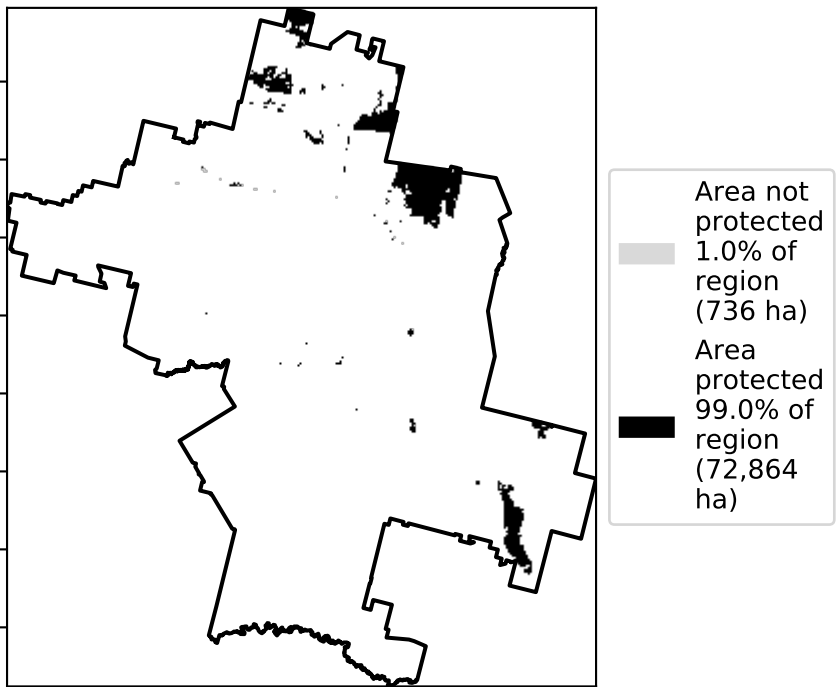 Area not
protected
1.0% of
region
(736 ha)
Area
protected
99.0% of
region
(72,864
ha)